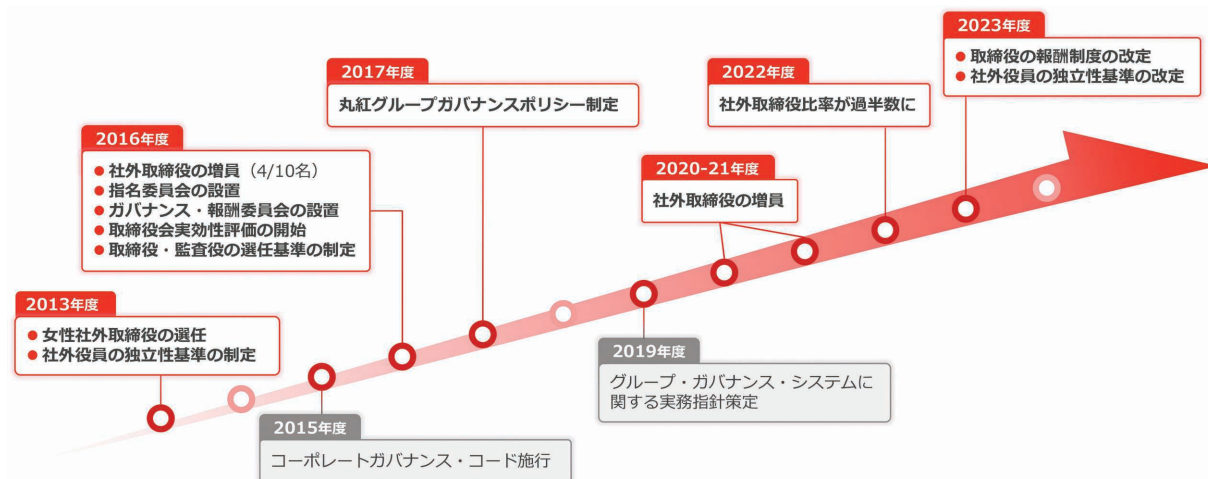 2013年度
● 女性社外取締役の選任
● 社外役員の独立性基準の制定
2015年度
コーポレートガバナンス・コード施行
2016年度
● 社外取締役の増員（4/10名）
● 指名委員会の設置
● ガバナンス・報酬委員会の設置
● 取締役会実効性評価の開始
● 取締役・監査役の選任基準の制定
2017年度
丸紅グループガバナンスポリシー制定
2019年度
グループ・ガバナンス・システムに
関する実務指針策定
2020-21年度
社外取締役の増員
2022年度
社外取締役比率が過半数に
2023年度
● 取締役の報酬制度の改定
● 社外役員の独立性基準の改定